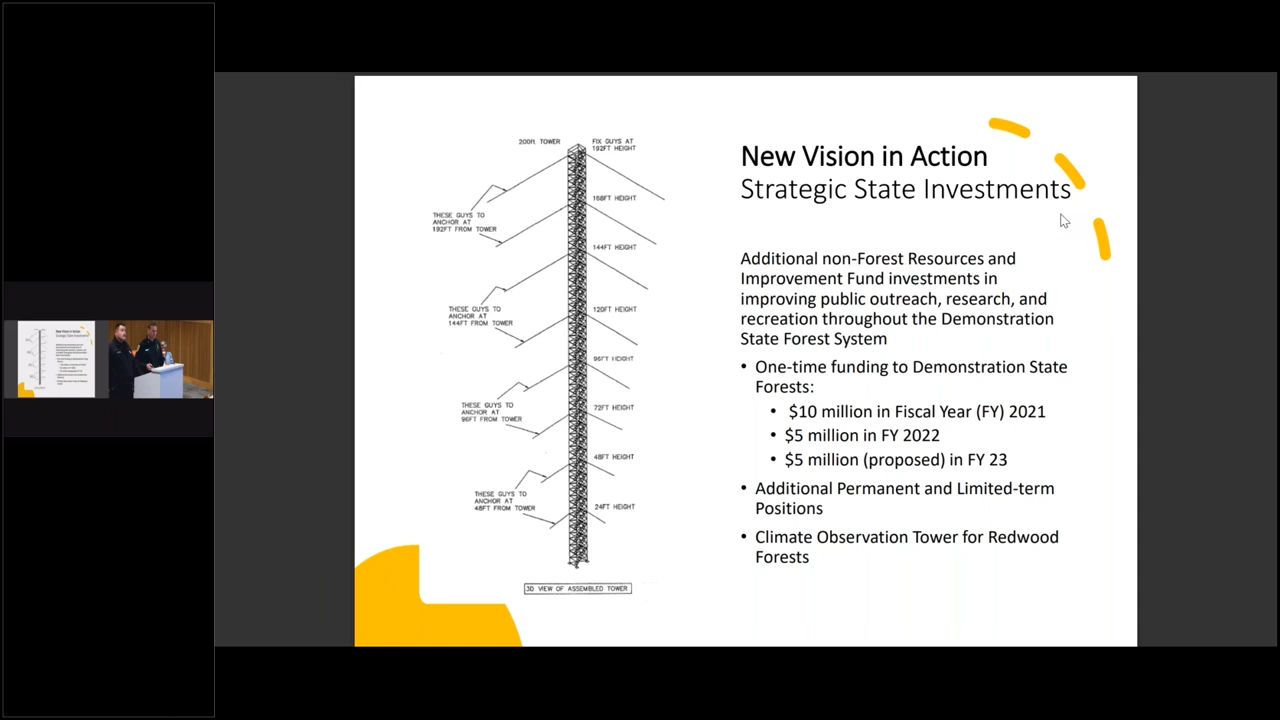 200ft TOWER
FIX GUYS AT
192FT HEIGHT
168FT HEIGHT
THESE GUYS TO
ANCHOR AT
192FT FROM TOWER
144FT HEIGHT
THESE GUYS TO
ANCHOR AT
144FT FROM TOWER
120FT HEIGHT
96FT HEIGHT
THESE GUYS TO
ANCHOR AT
96FT FROM TOWER
72FT HEIGHT
48FT HEIGHT
THESE GUYS TO
ANCHOR AT
48FT FROM TOWER
24FT HEIGHT
3D VIEW OF ASSEMBLED TOWER
New Vision in Action
Strategic State Investments
Additional non-Forest Resources and
Improvement Fund investments in
improving public outreach, research, and
recreation throughout the Demonstration
State Forest System
• One-time funding to Demonstration State
Forests:
• $10 million in Fiscal Year (FY) 2021
• $5 million in FY 2022
• $5 million (proposed) in FY 23
• Additional Permanent and Limited-term
Positions
• Climate Observation Tower for Redwood
Forests